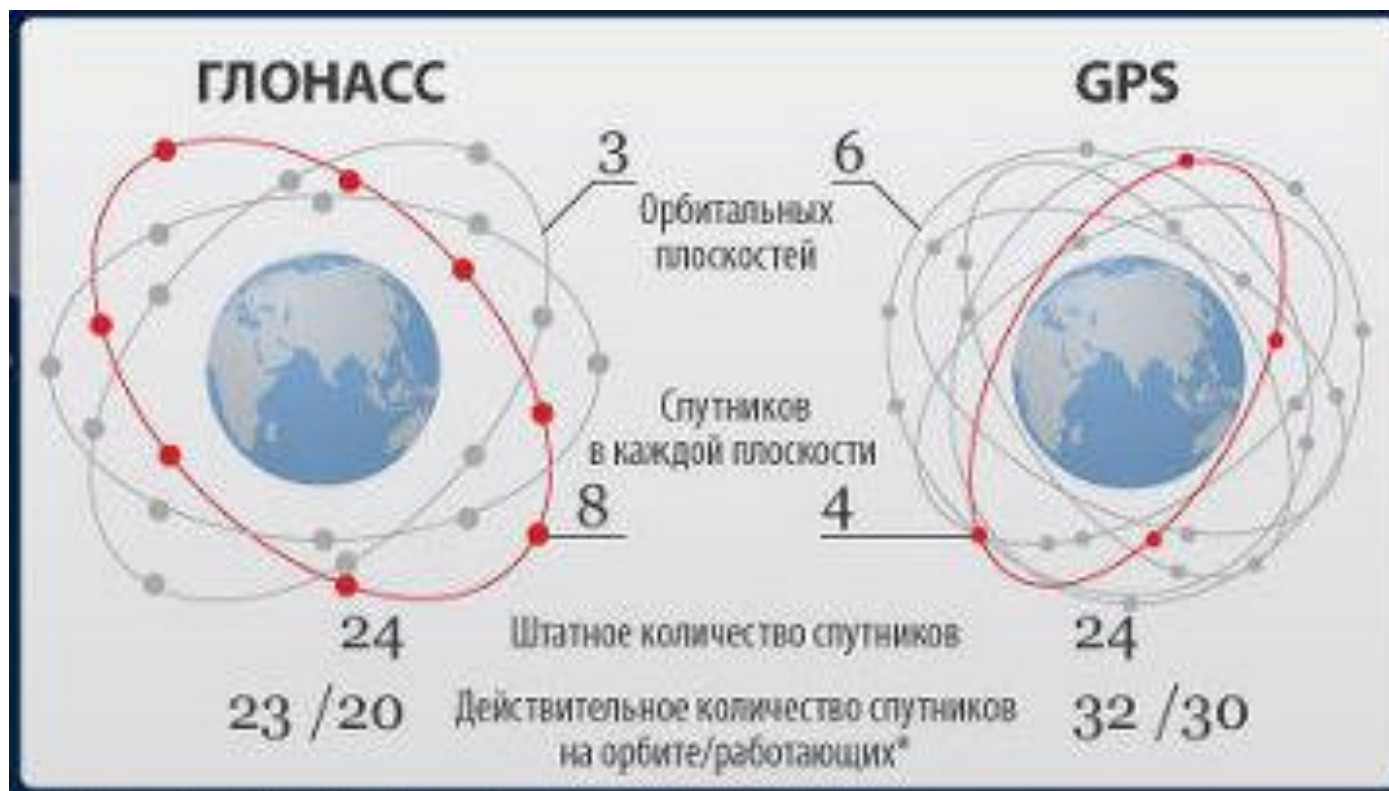 ГЛОНАСС
GPS
3
6
Орбитальных
плоскостей
Спутников
в каждой плоскости
8
4
24
Штатное количество спутников
24
23 /20
Действительное количество спутников
на орбите/работающих*
32 /30